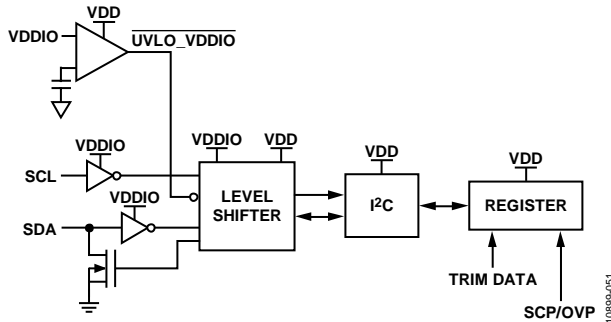 VDD
VDDIO
UVLO_VDDIO
VDDIO
VDDIO
VDD
VDD
VDD
SCL
VDDIO
LEVEL
SHIFTER
I2C
REGISTER
SDA
TRIM DATA
SCP/OVP
10899-051